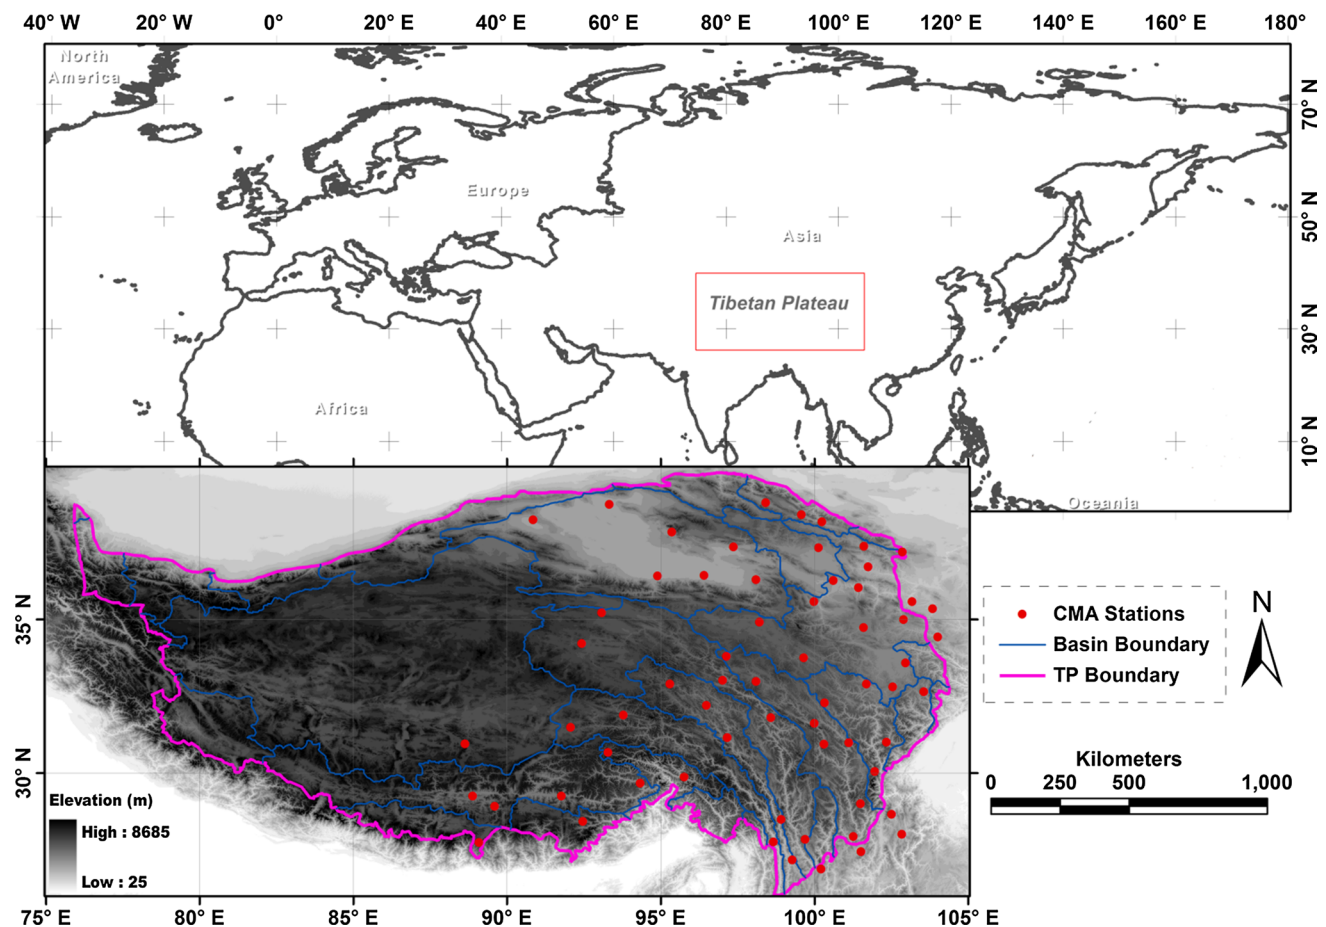 40° W 20° W 0° 20° E 40° E 60° E 80° E 100° E 120° E 140° E 160° E 180°
North
America
70° N
Europe
50° N
Asia
Tibetan Plateau
30° N
Africa
10° N
Oceania
35° N
30° N
CMA Stations
Basin Boundary
TP Boundary
N
Kilometers
0 250 500 1,000
Elevation (m)
High : 8685
Low : 25
75° E 80° E 85° E 90° E 95° E 100° E 105° E